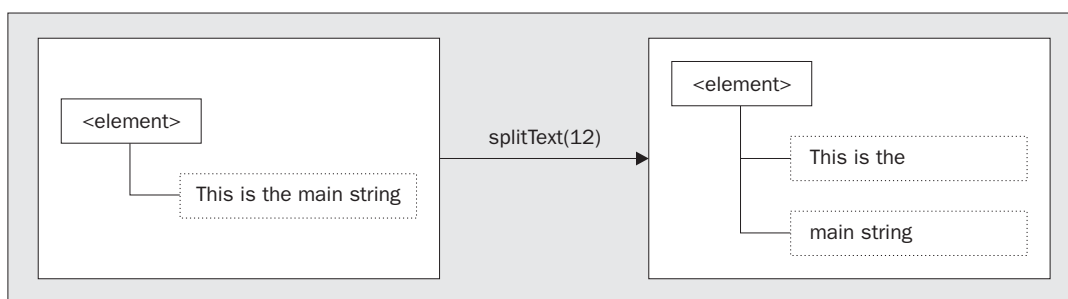 <element>
This is the main string
splitText(12)
<element>
This is the
main string